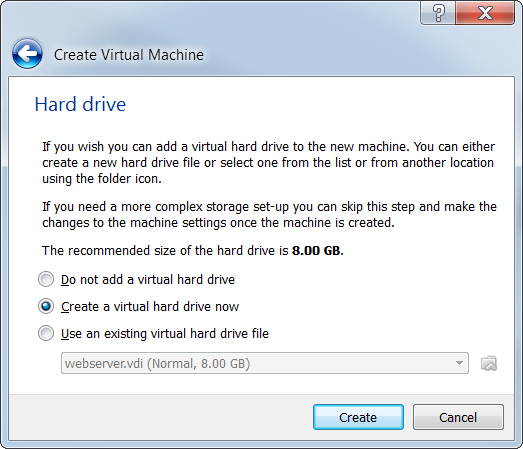 ?
Create Virtual Machine
Hard drive
If you wish you can add a virtual hard drive to the new machine. You can either
create a new hard drive file or select one from the list or from another location
using the folder icon.
If you need a more complex storage set-up you can skip this step and make the
changes to the machine settings once the machine is created.
The recommended size of the hard drive is 8.00 GB.
Do not add a virtual hard drive
Create a virtual hard drive now
Use an existing virtual hard drive file
webserver.vdi (Normal, 8.00 GB)
Create Cancel